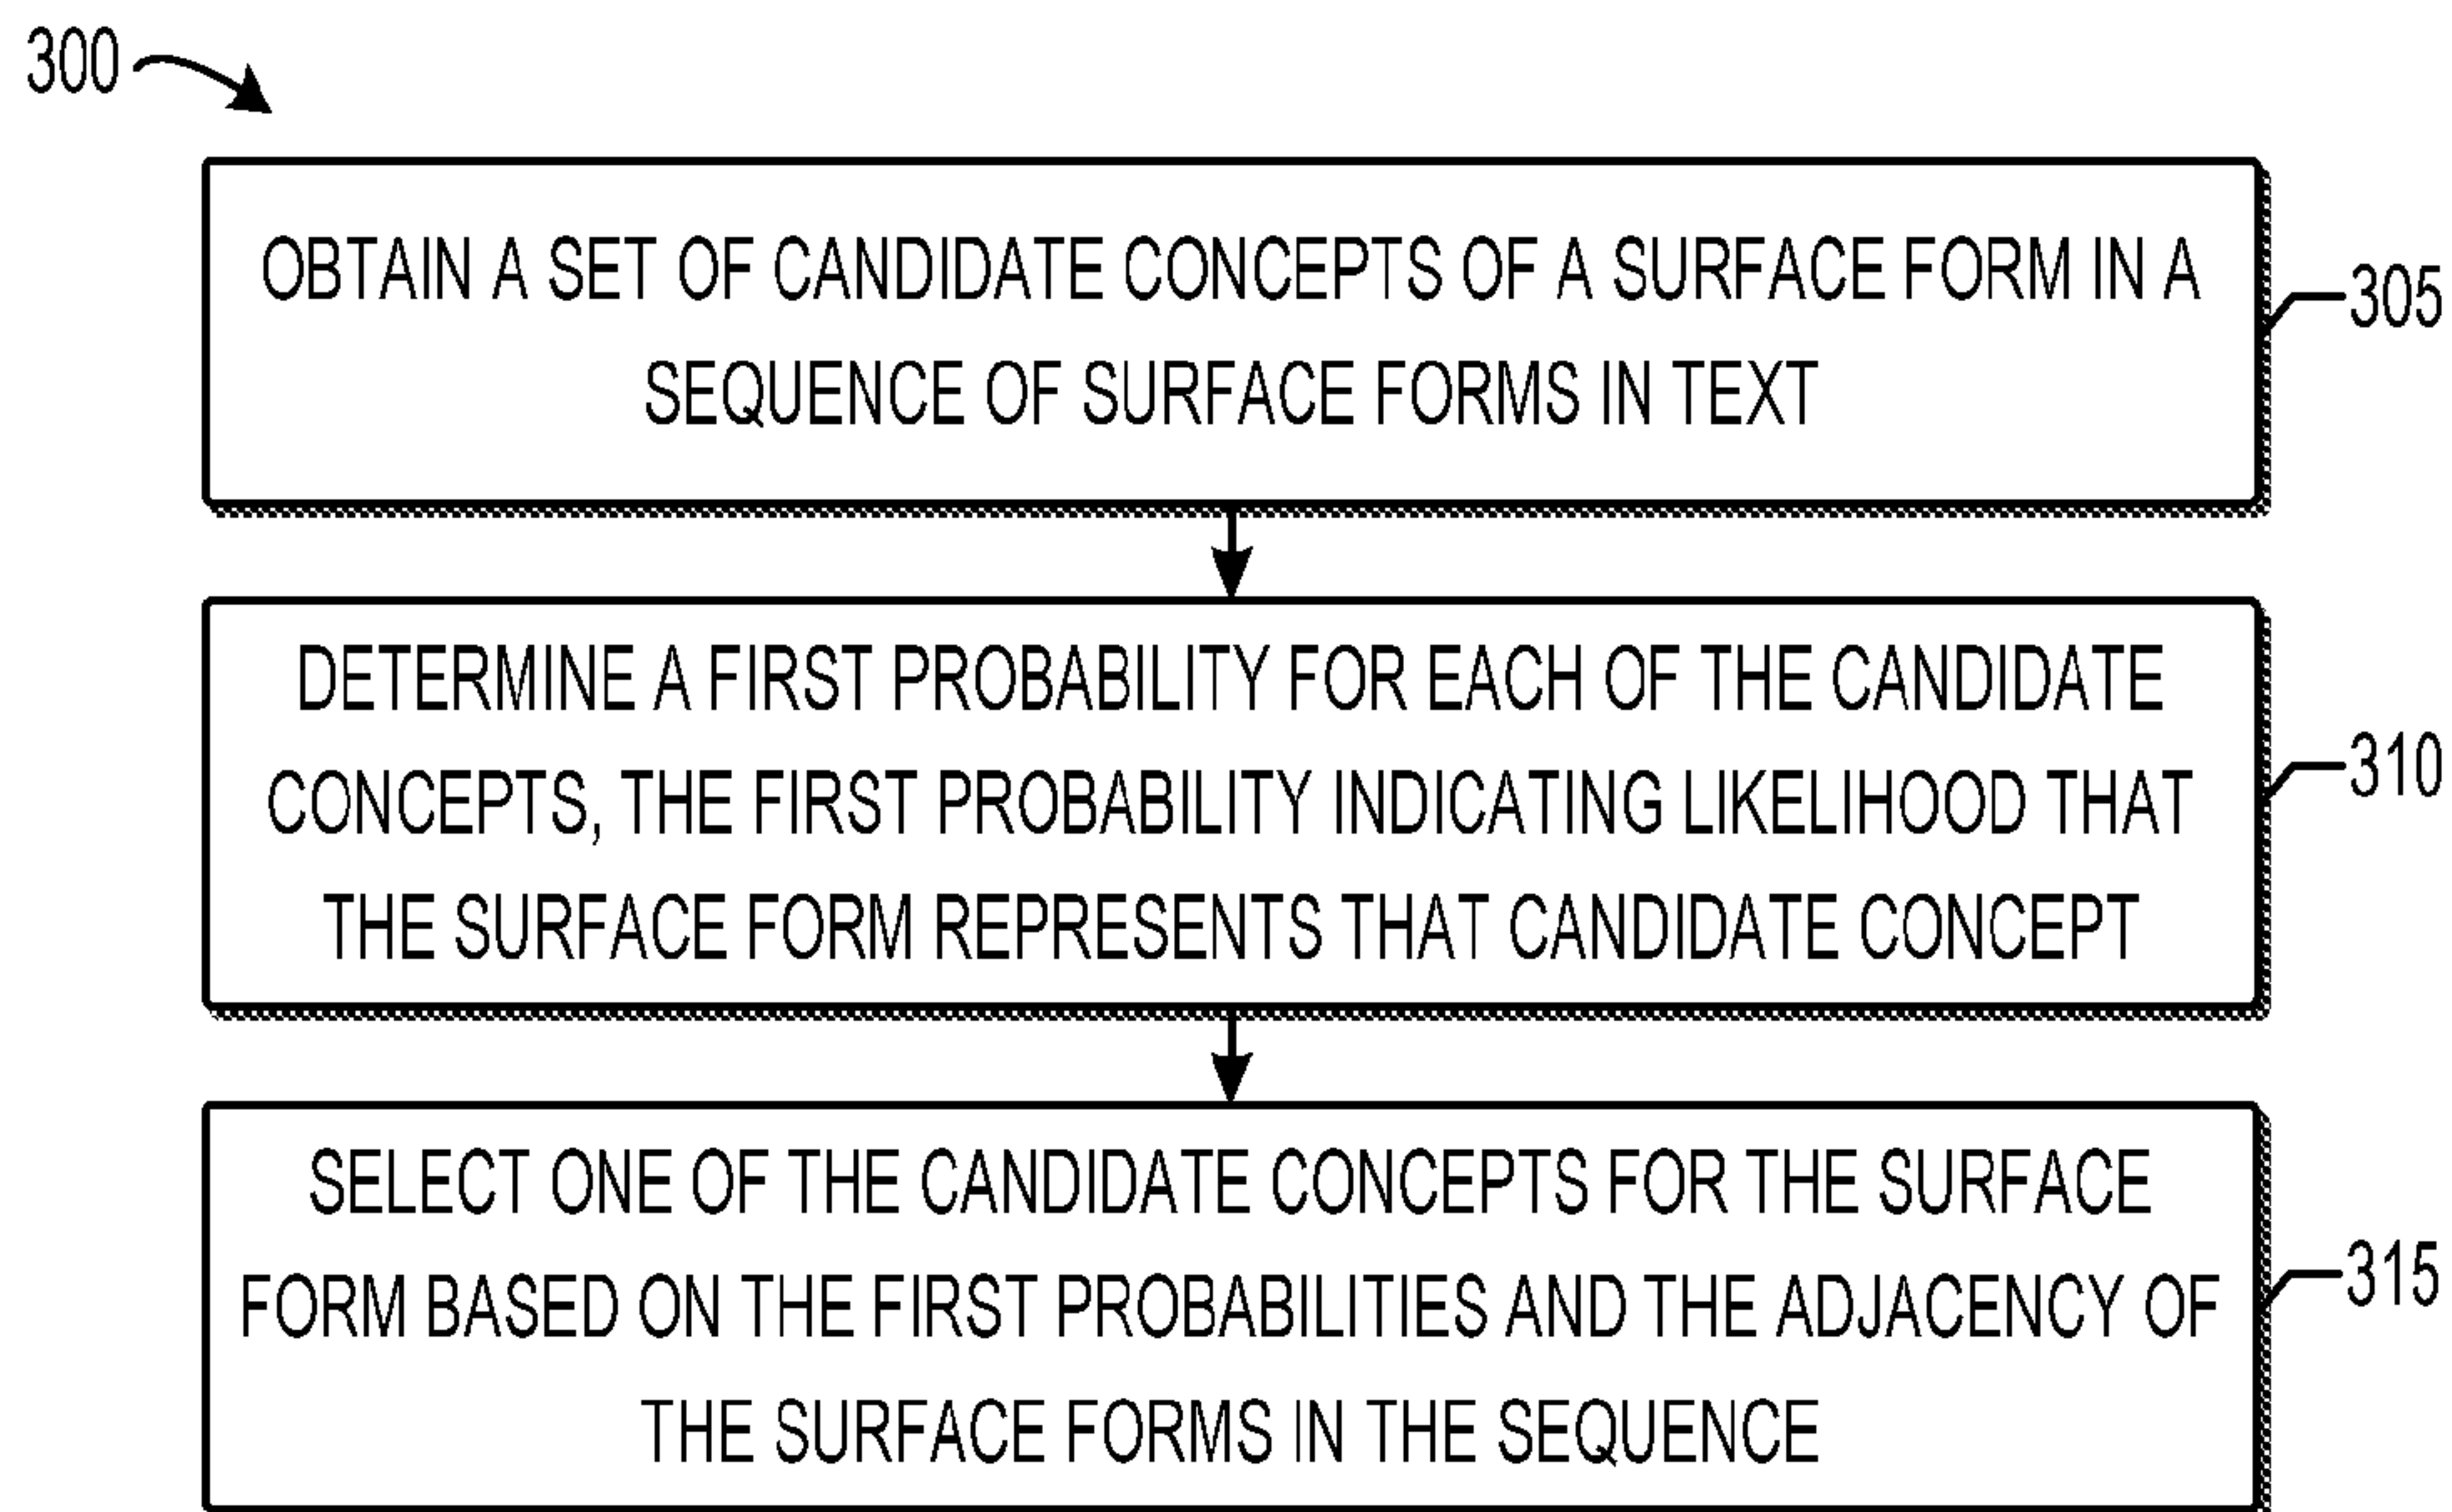 300
OBTAIN A SET OF CANDIDATE CONCEPTS OF A SURFACE FORM IN A
SEQUENCE OF SURFACE FORMS IN TEXT
305
DETERMINE A FIRST PROBABILITY FOR EACH OF THE CANDIDATE
CONCEPTS, THE FIRST PROBABILITY INDICATING LIKELIHOOD THAT
THE SURFACE FORM REPRESENTS THAT CANDIDATE CONCEPT
310
SELECT ONE OF THE CANDIDATE CONCEPTS FOR THE SURFACE
FORM BASED ON THE FIRST PROBABILITIES AND THE ADJACENCY OF
THE SURFACE FORMS IN THE SEQUENCE
315